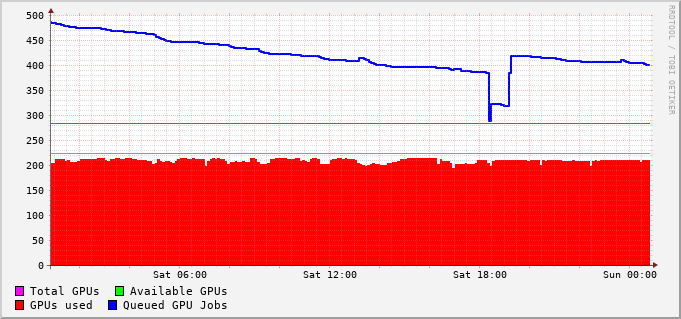 500
450
400
350
300
250
200
150
100
50
0
Sat 06:00 Sat 12:00 Sat 18:00 Sun 00:00
Total GPUs Available GPUs
GPUs used Queued GPU Jobs
RRDTOOL / TOBI OETIKER